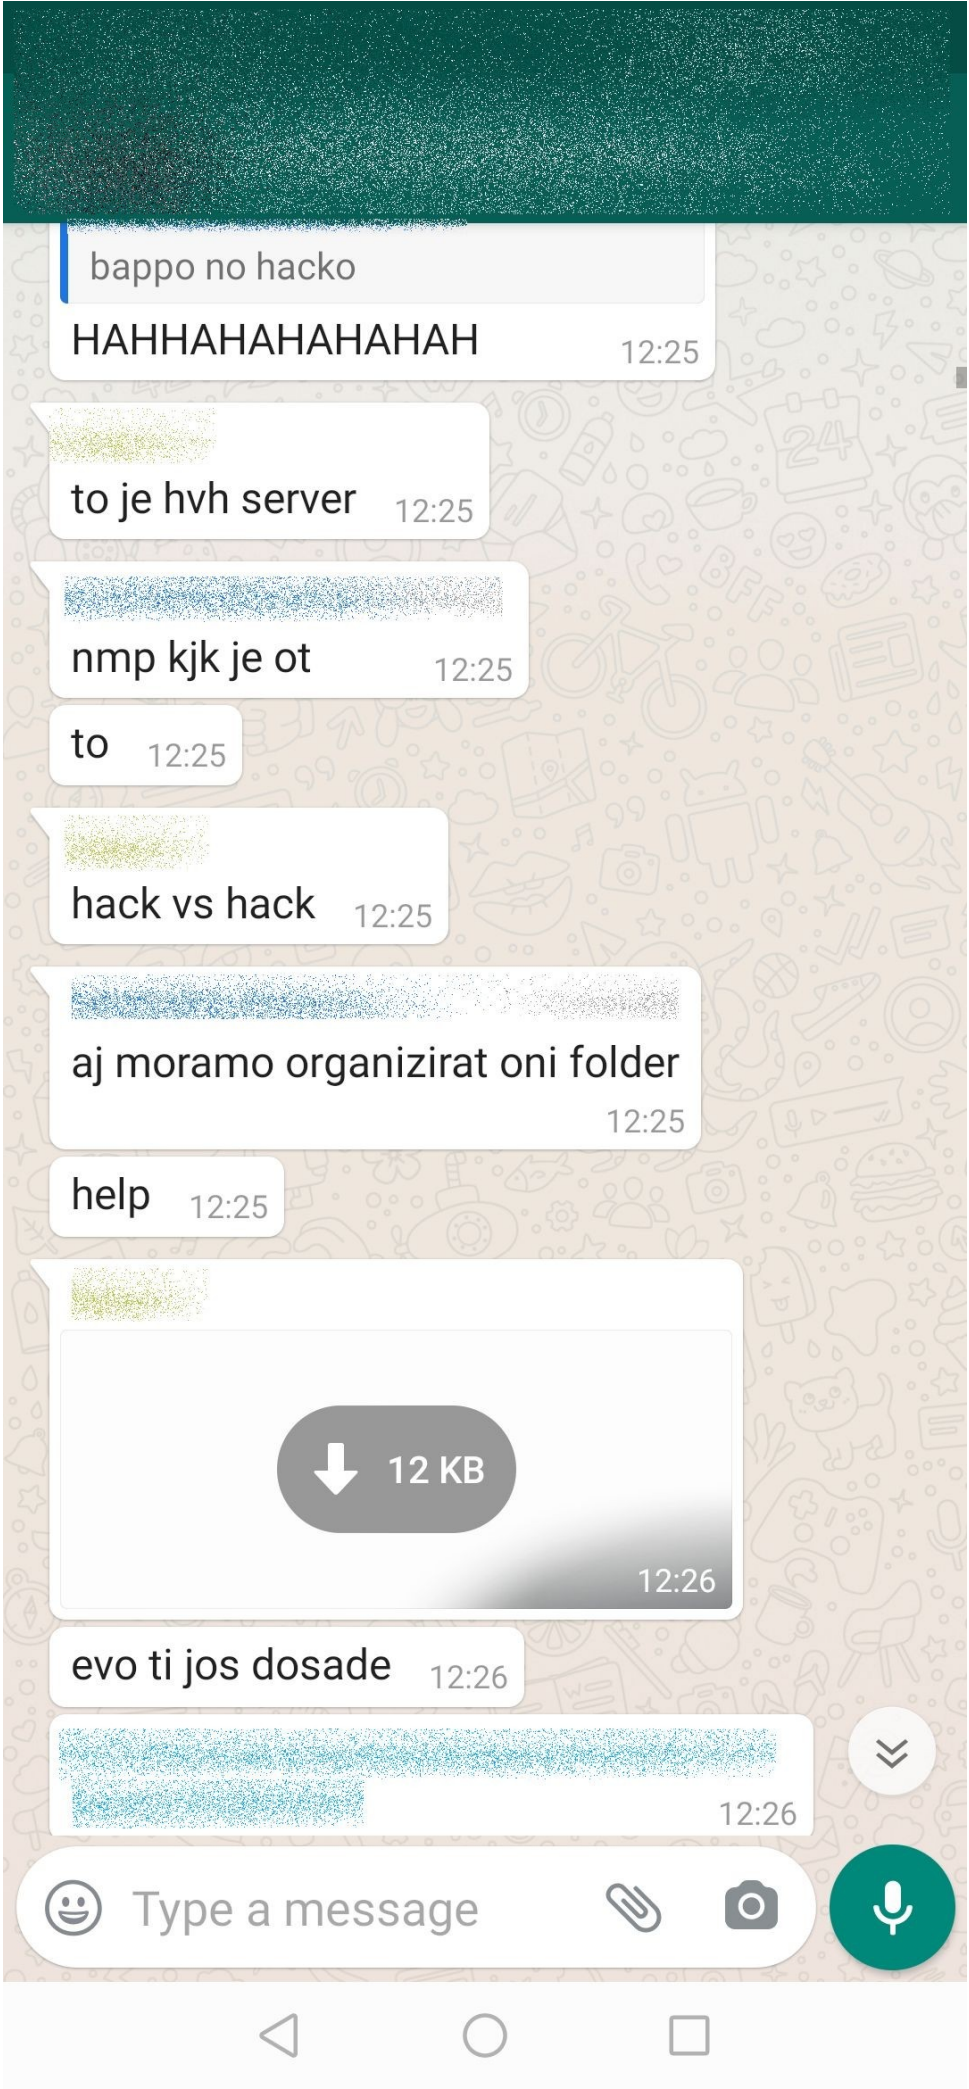 bappo no hacko
HAHHAHAHAHAHAH
12:25
to je hvh server 12:25
nmp kjk je ot 12:25
to 12:25
hack vs hack 12:25
aj moramo organizirat oni folder
12:25
help 12:25
12 KB
12:26
evo ti jos dosade 12:26
12:26
Type a message